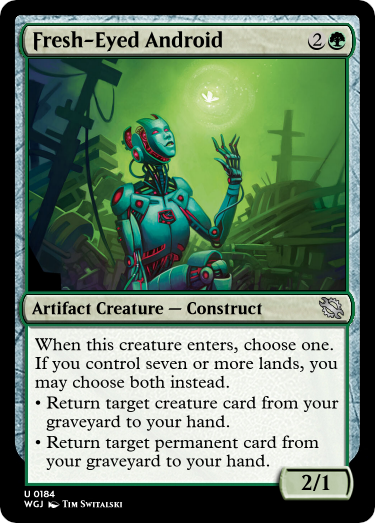 Fresh-Eyed Android 2
Artifact Creature — Construct
When this creature enters, choose one.
If you control seven or more lands, you
may choose both instead.
• Return target creature card from your
graveyard to your hand.
• Return target permanent card from
your graveyard to your hand.
2/1
U 0184
WGJ Tim Switalski